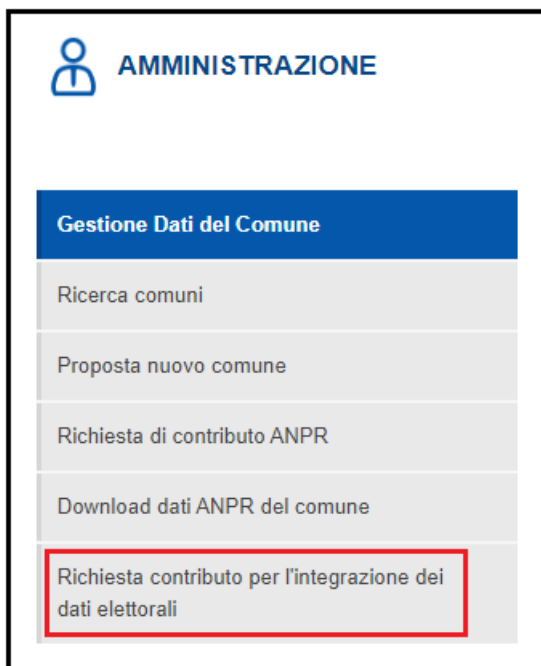 AMMINISTRAZIONE
Gestione Dati del Comune
Ricerca comuni
Proposta nuovo comune
Richiesta di contributo ANPR
Download dati ANPR del comune
Richiesta contributo per l'integrazione dei
dati elettorali